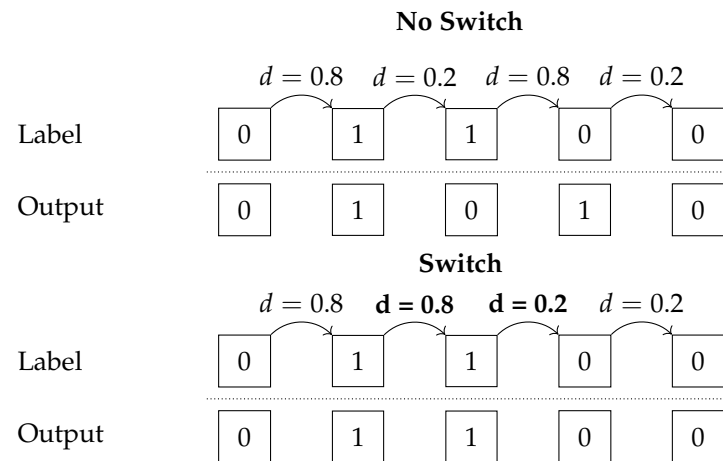 No Switch
d = 0.8 d = 0.2 d = 0.8 d = 0.2
Label 0 1 1 0 0
Output 0 1 0 1 0
Switch
d = 0.8 d = 0.8 d = 0.2 d = 0.2
Label 0 1 1 0 0
Output 0 1 1 0 0